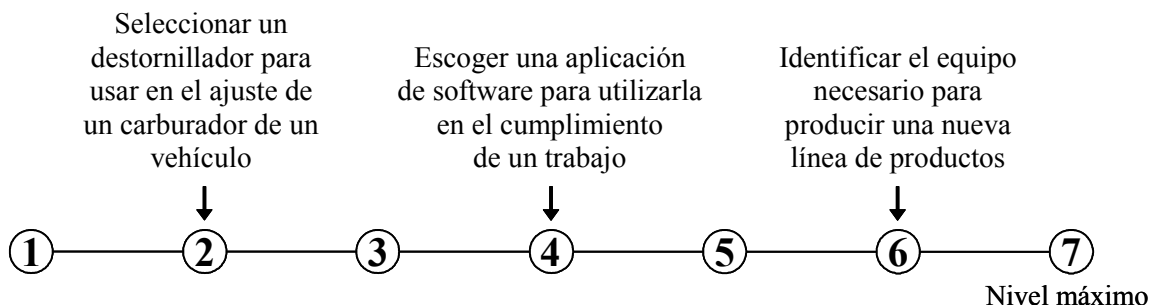 Seleccionar un
destornillador para
usar en el ajuste de
un carburador de un
vehículo
Escoger una aplicación
de software para utilizarla
en el cumplimiento
de un trabajo
Identificar el equipo
necesario para
producir una nueva
línea de productos
1 2 3 4 5 6 7
Nivel máximo